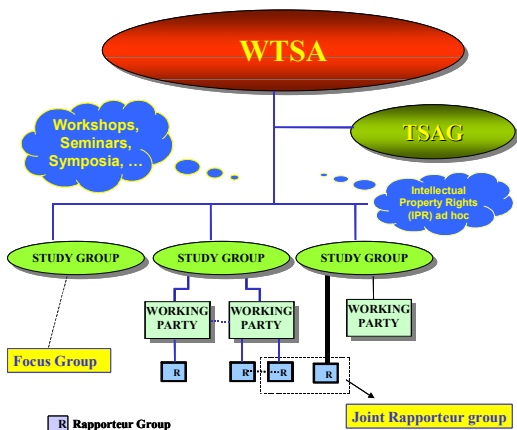 WTSA
Workshops,
Seminars,
Symposia, ...
TSAG
Intellectual
Property Rights
(IPR) ad hoc
STUDY GROUP
STUDY GROUP
STUDY GROUP
WORKING
PARTY
WORKING
PARTY
WORKING
PARTY
Focus Group
R
R
R
R
Joint Rapporteur group
R Rapporteur Group